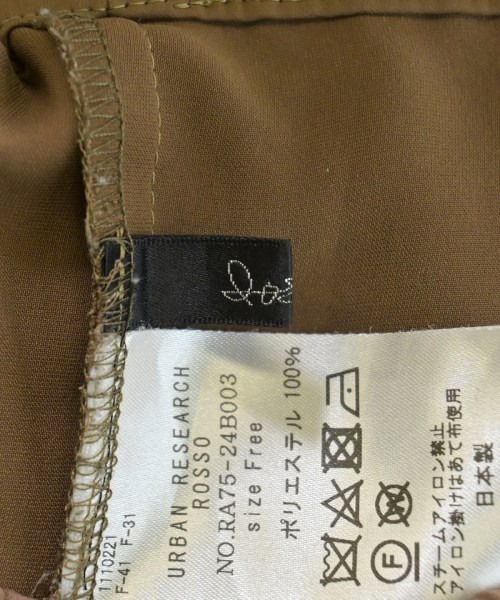 URBAN RESEARCH
ROSSO
NO.RA75-24B003
size Free
ポリエステル 100%
スチームアイロン禁止
アイロン掛けはあて布使用
日本製
1110221
F-41 F-31